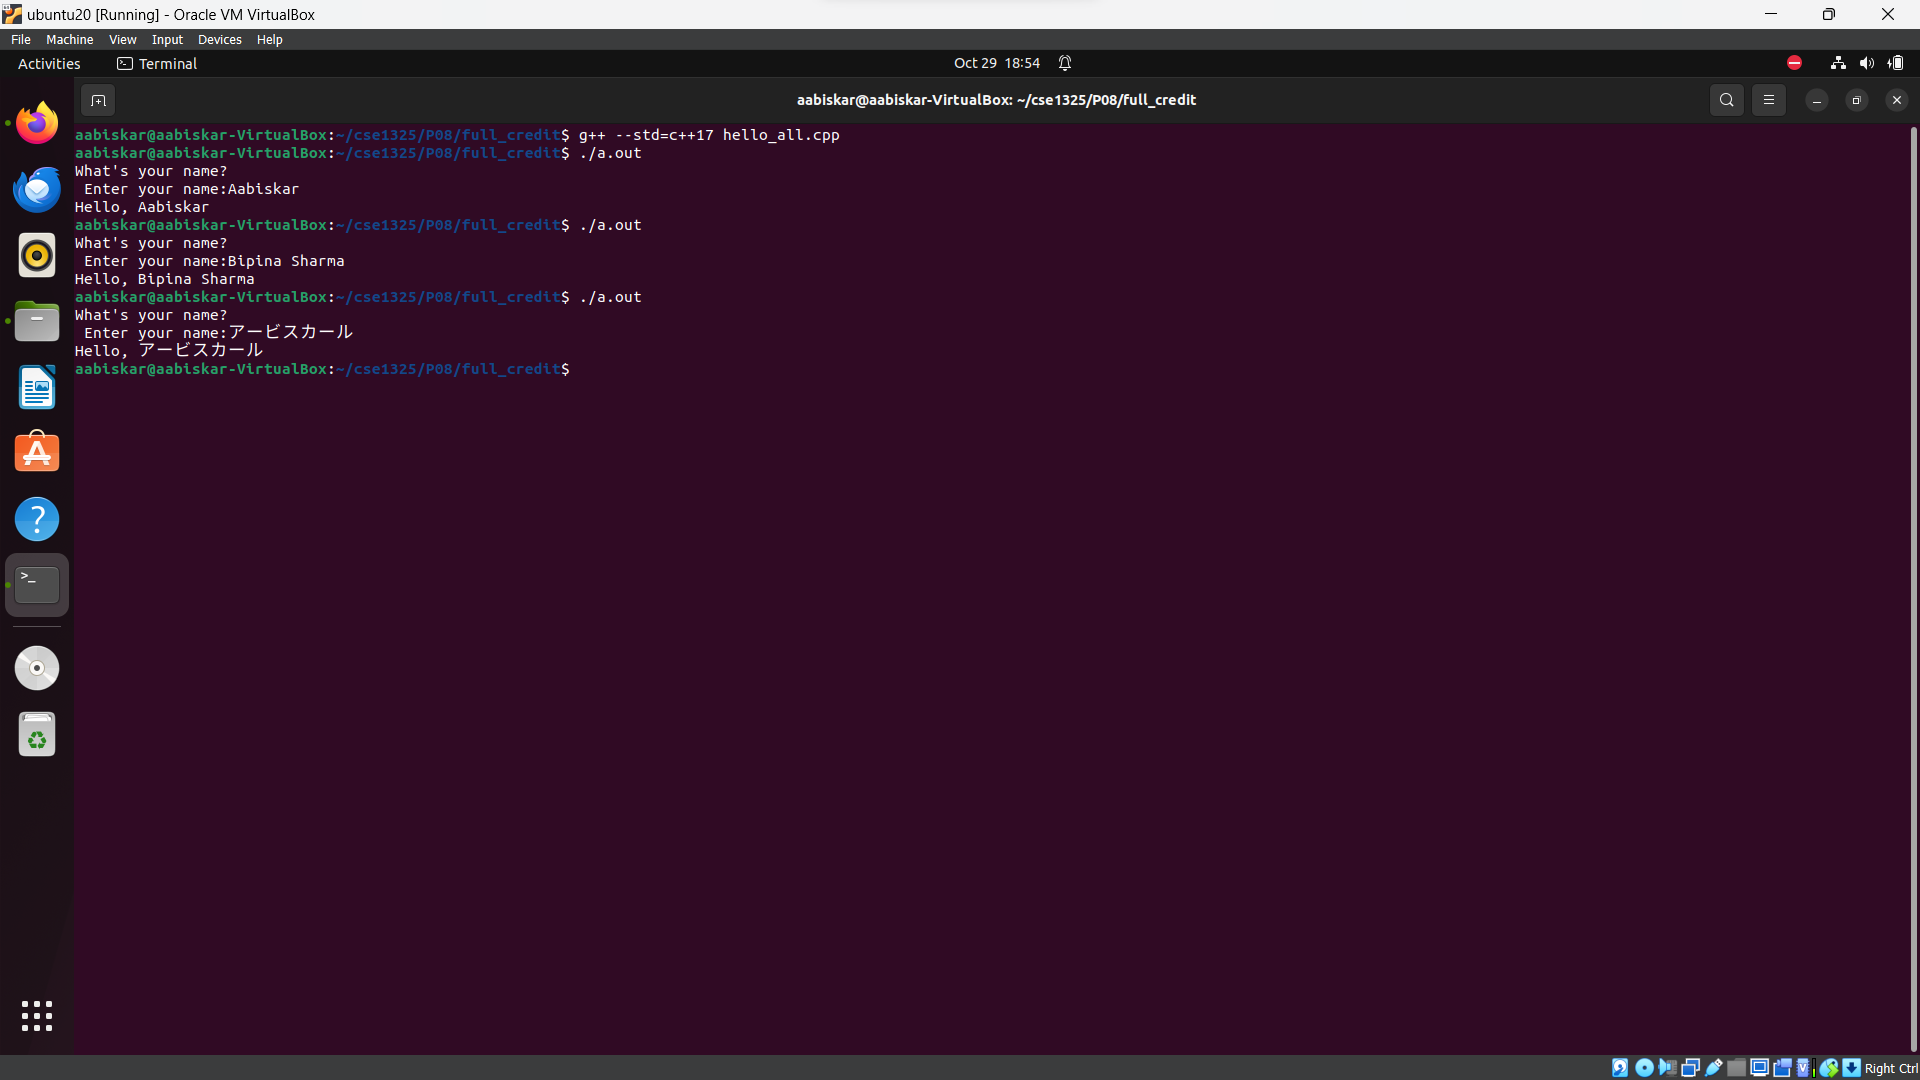 ubuntu20 [Running] - Oracle VM VirtualBox
File Machine View Input Devices Help
Activities Terminal Oct 29 18:54
aabiskar@aabiskar-VirtualBox: ~/cse1325/P08/full_credit
aabiskar@aabiskar-VirtualBox:~/cse1325/P08/full_credit$ g++ --std=c++17 hello_all.cpp
aabiskar@aabiskar-VirtualBox:~/cse1325/P08/full_credit$ ./a.out
What's your name?
Enter your name:Aabiskar
Hello, Aabiskar
aabiskar@aabiskar-VirtualBox:~/cse1325/P08/full_credit$ ./a.out
What's your name?
Enter your name:Bipina Sharma
Hello, Bipina Sharma
aabiskar@aabiskar-VirtualBox:~/cse1325/P08/full_credit$ ./a.out
What's your name?
Enter your name:アービスカール
Hello, アービスカール
aabiskar@aabiskar-VirtualBox:~/cse1325/P08/full_credit$
Right Ctrl